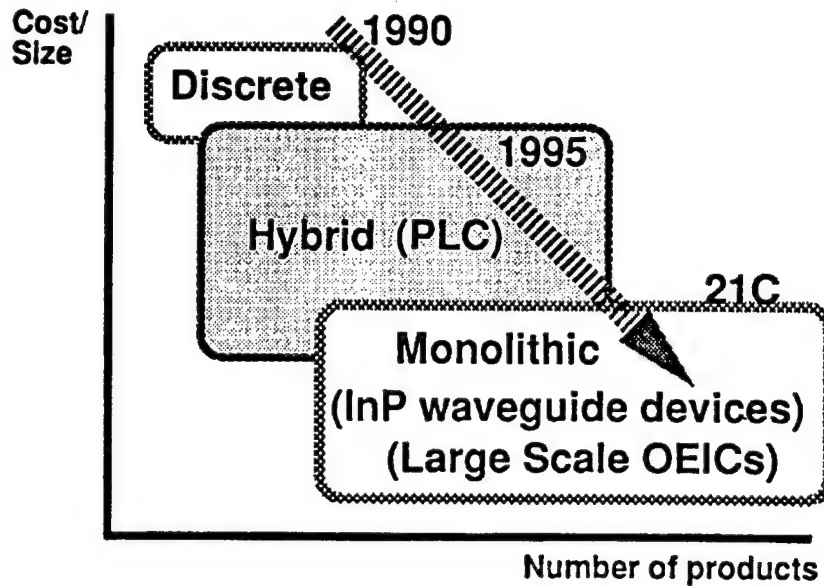 Cost/
Size
1990
Discrete
1995
Hybrid (PLC)
21C
Monolithic
(InP waveguide devices)
(Large Scale OEICs)
Number of products